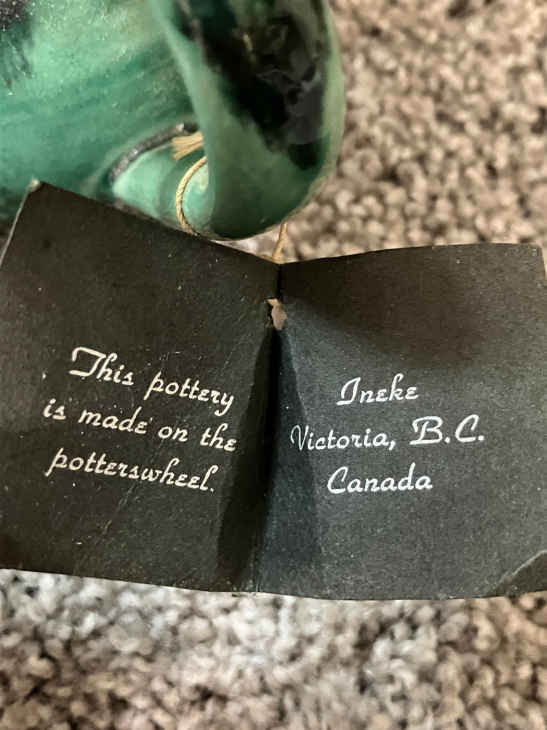 This pottery
is made on the
potterswheel.
Ineke
Victoria, B.C.
Canada